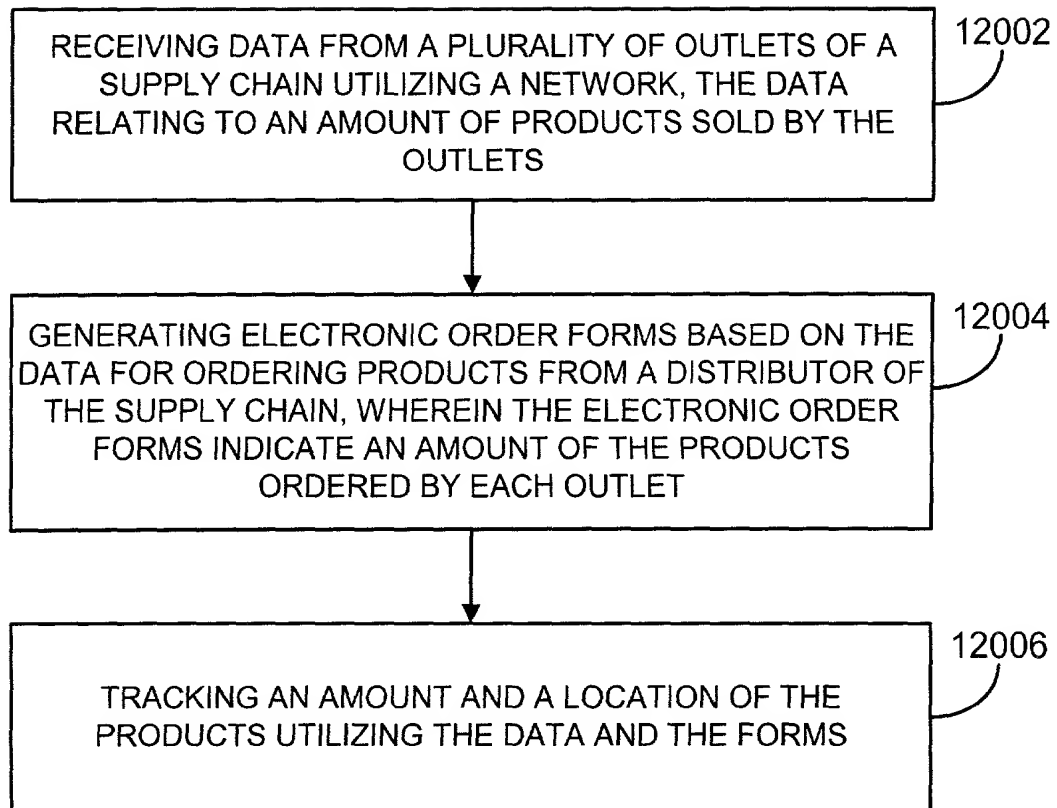 RECEIVING DATA FROM A PLURALITY OF OUTLETS OF A
SUPPLY CHAIN UTILIZING A NETWORK, THE DATA
RELATING TO AN AMOUNT OF PRODUCTS SOLD BY THE
OUTLETS
12002
GENERATING ELECTRONIC ORDER FORMS BASED ON THE
DATA FOR ORDERING PRODUCTS FROM A DISTRIBUTOR OF
THE SUPPLY CHAIN, WHEREIN THE ELECTRONIC ORDER
FORMS INDICATE AN AMOUNT OF THE PRODUCTS
ORDERED BY EACH OUTLET
12004
TRACKING AN AMOUNT AND A LOCATION OF THE
PRODUCTS UTILIZING THE DATA AND THE FORMS
12006